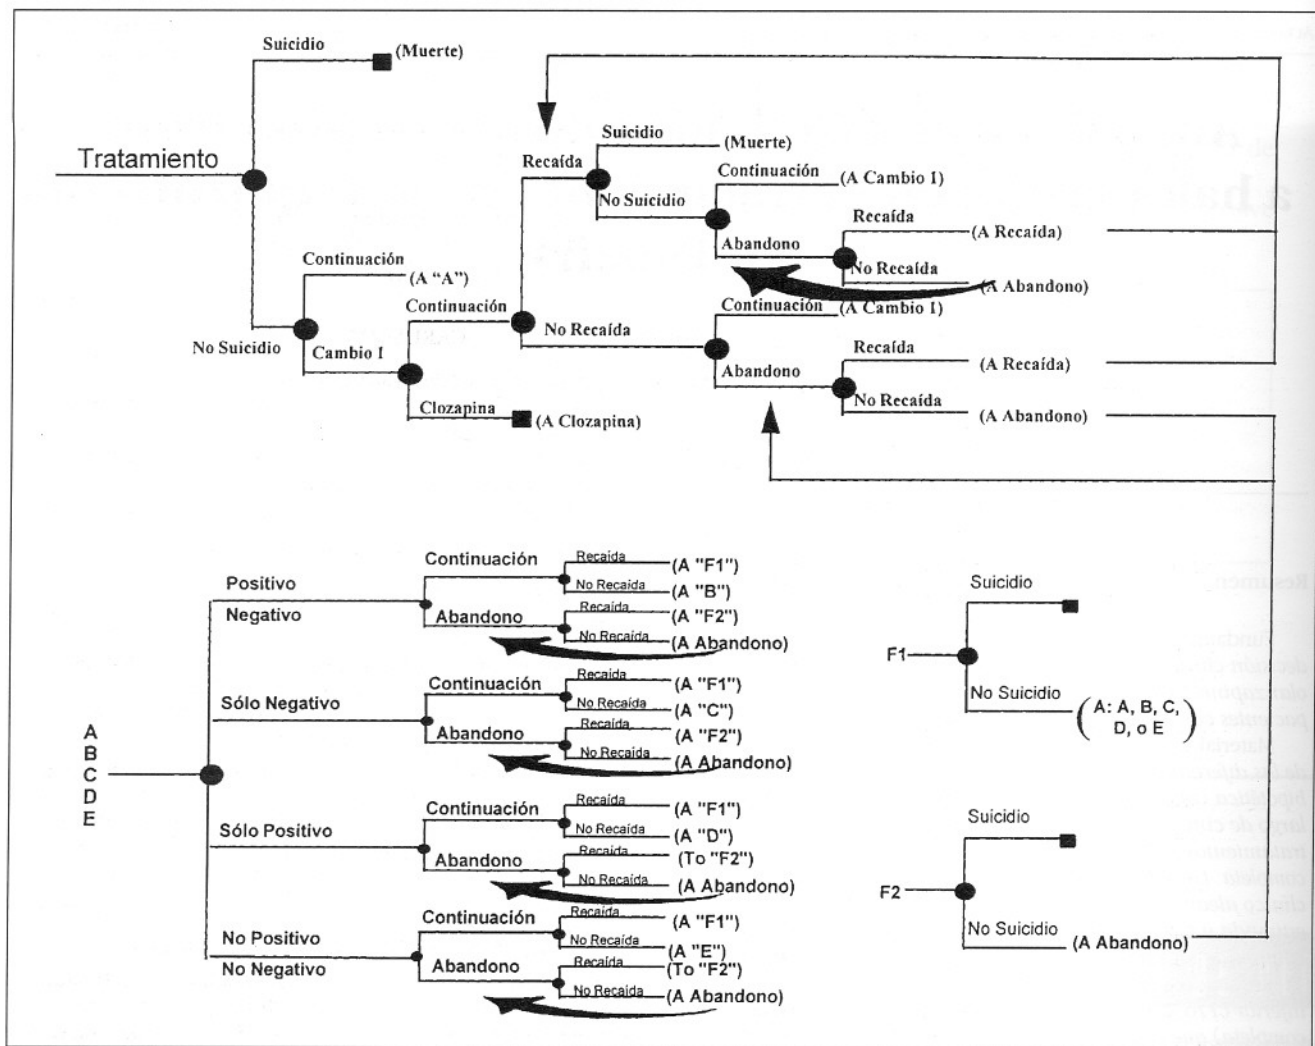 Suicidio
(Muerte)
Tratamiento
Suicidio
(Muerte)
Recaída
Continuación
(A Cambio I)
No Suicidio
Recaída
(A Recaída)
Abandono
No Recaída
(A Abandono)
Continuación
(A "A")
Continuación
Continuación
(A Cambio I)
No Recaída
No Suicidio
Cambio I
Recaída
(A Recaída)
Abandono
No Recaída
(A Abandono)
Clozapina
(A Clozapina)
A
B
C
D
E
Positivo
Negativo
Continuación
Recaída
(A "F1")
No Recaída
(A "B")
Abandono
Recaída
(A "F2")
No Recaída
(A Abandono)
Sólo Negativo
Continuación
Recaída
(A "F1")
No Recaída
(A "C")
Abandono
Recaída
(A "F2")
No Recaída
(A Abandono)
Sólo Positivo
Continuación
Recaída
(A "F1")
No Recaída
(A "D")
Abandono
Recaída
(To "F2")
No Recaída
(A Abandono)
No Positivo
No Negativo
Continuación
Recaída
(A "F1")
No Recaída
(A "E")
Abandono
Recaída
(To "F2")
No Recaida
(A Abandono)
Suicidio
F1
No Suicidio
(A: A, B, C,
D, o E)
Suicidio
F2
No Suicidio
(A Abandono)